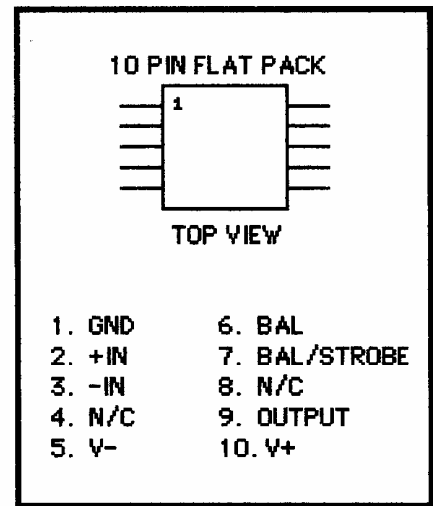 10 PIN FLAT PACK
1
TOP VIEW
1. GND 6. BAL
2. +IN 7. BAL/STROBE
3. -IN 8. N/C
4. N/C 9. OUTPUT
5. V- 10. V+